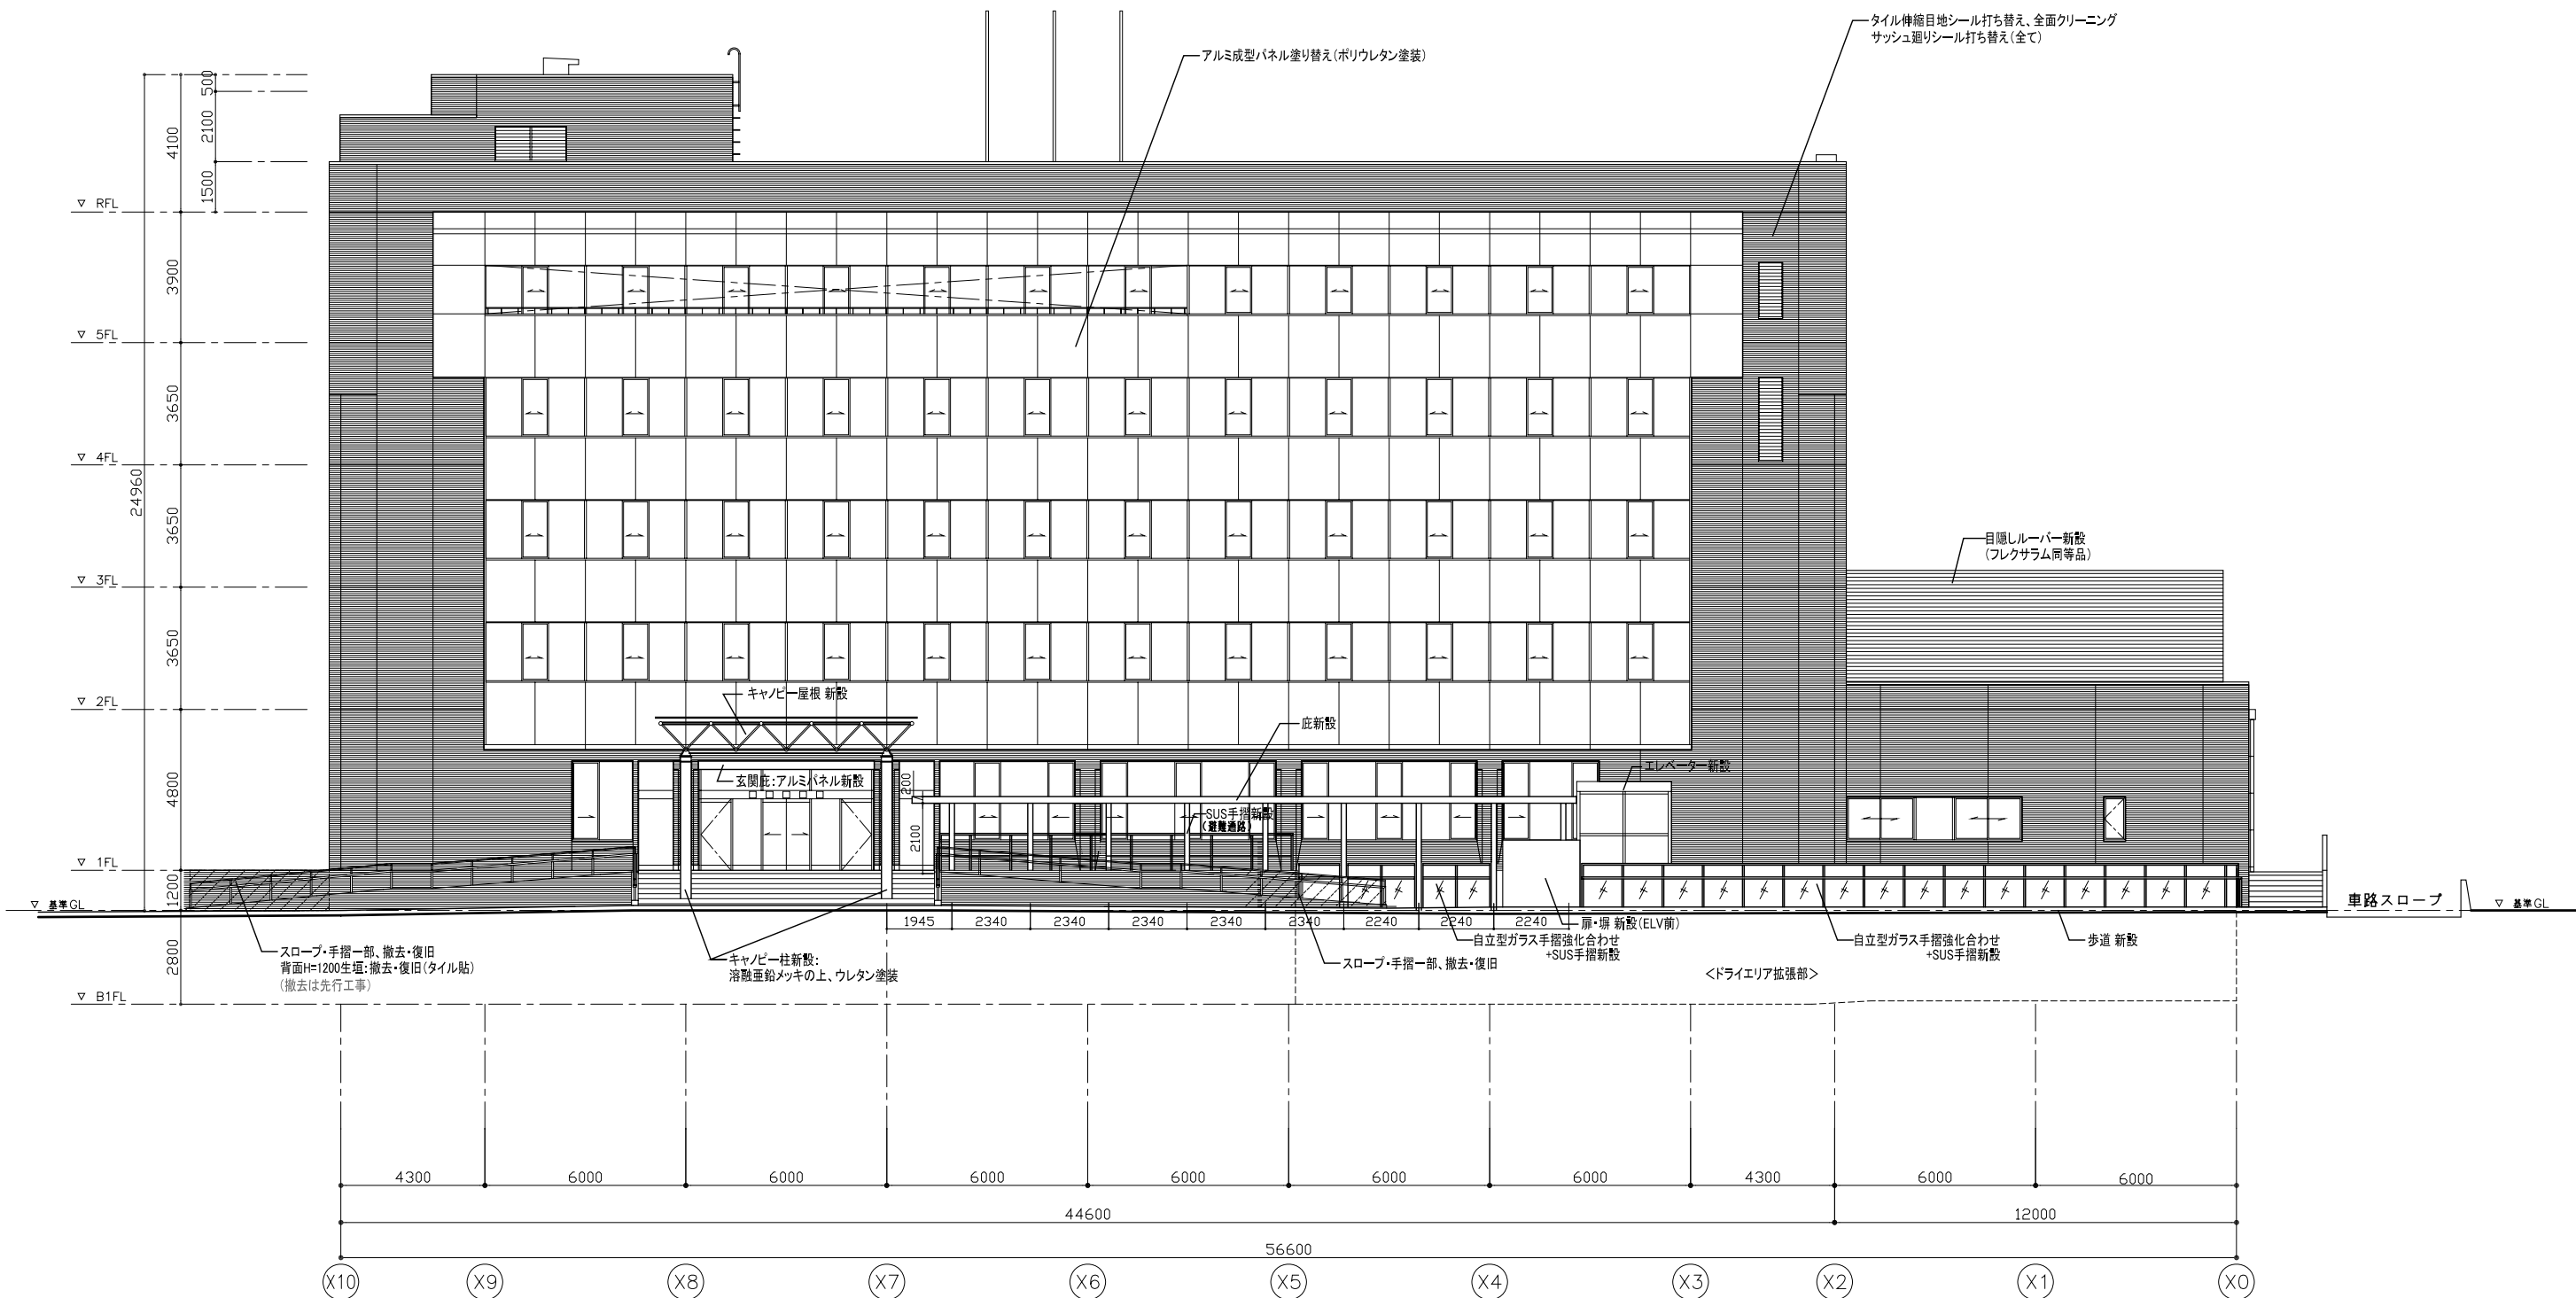 タイル伸縮目地シール打ち替え、全面クリーニング
サッシュ廻りシール打ち替え(全て)
アルミ成型パネル塗り替え(ポリウレタン塗装)
500
2100
4100
1500
▽ RFL
3900
▽ 5FL
3650
▽ 4FL
24960
3650
目隠しルーバー新設
(フレクサラム同等品)
▽ 3FL
3650
▽ 2FL
キャノピー屋根 新設
庇新設
エレベーター新設
玄関庇:アルミパネル新設
200
4800
SUS手摺新設
(避難通路)
2100
▽ 1FL
1200
▽ 基準GL
車路スロープ
▽ 基準GL
1945
2340
2340
2340
2340
2340
2240
2240
2240
扉・塀 新設(ELV前)
2800
スロープ・手摺一部、撤去・復旧
背面H=1200生垣:撤去・復旧(タイル貼)
(撤去は先行工事)
キャノピー柱新設:
溶融亜鉛メッキの上、ウレタン塗装
スロープ・手摺一部、撤去・復旧
自立型ガラス手摺強化合わせ
+SUS手摺新設
<ドライエリア拡張部>
自立型ガラス手摺強化合わせ
+SUS手摺新設
歩道 新設
▽ B1FL
4300
6000
6000
6000
6000
6000
6000
4300
6000
6000
44600
12000
56600
X10
X9
X8
X7
X6
X5
X4
X3
X2
X1
X0